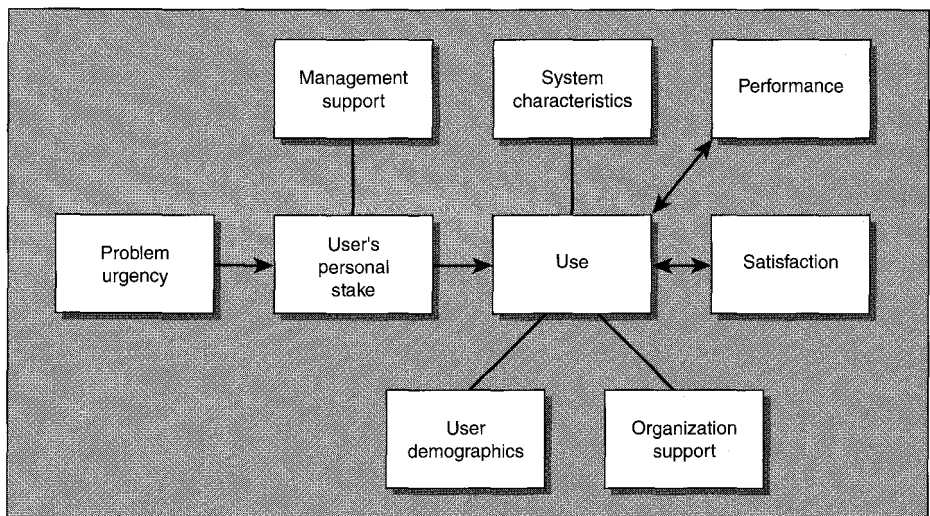 Management
support
System
characteristics
Performance
Problem
urgency
User's
personal
stake
Use
Satisfaction
User
demographics
Organization
support